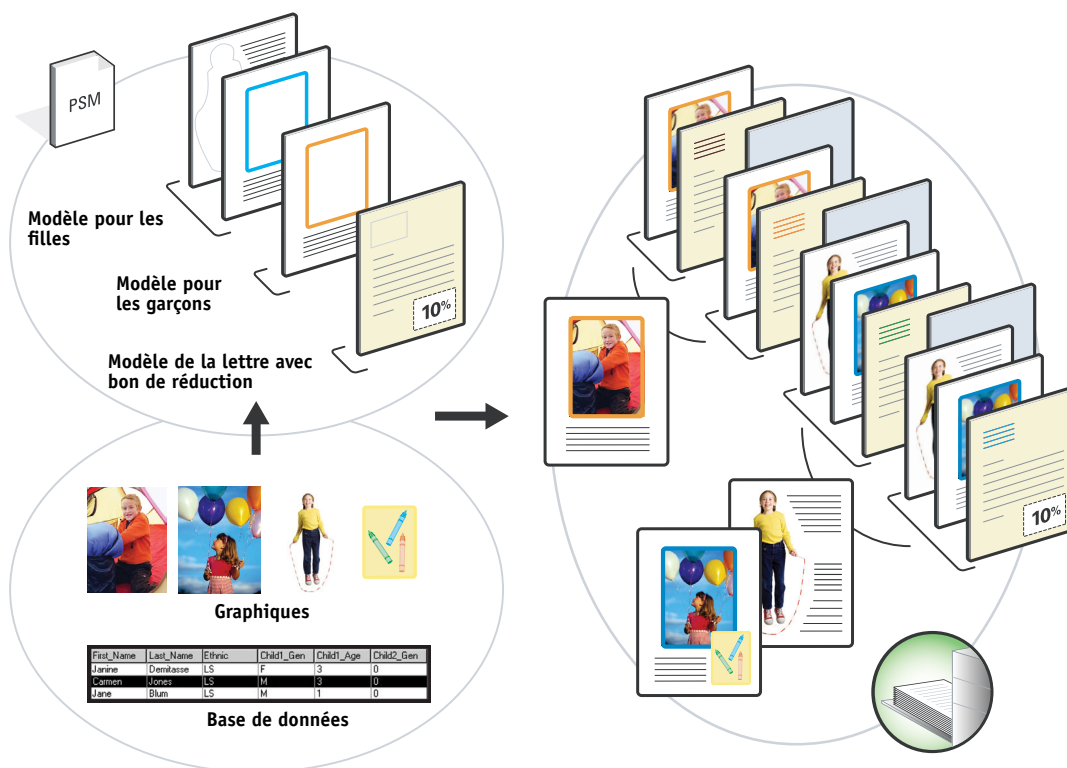 PSM
Modèle pour les
filles
Modèle pour
les garçons
10%
Modèle de la lettre avec
bon de réduction
Graphiques
First_Name Last_Name Ethnic Child1_Gen Child1_Age Child2_Gen
Janine Demitasse LS F 3 0
Carmen Jones LS M 3 0
Jane Blum LS M 1 0
Base de données
10%